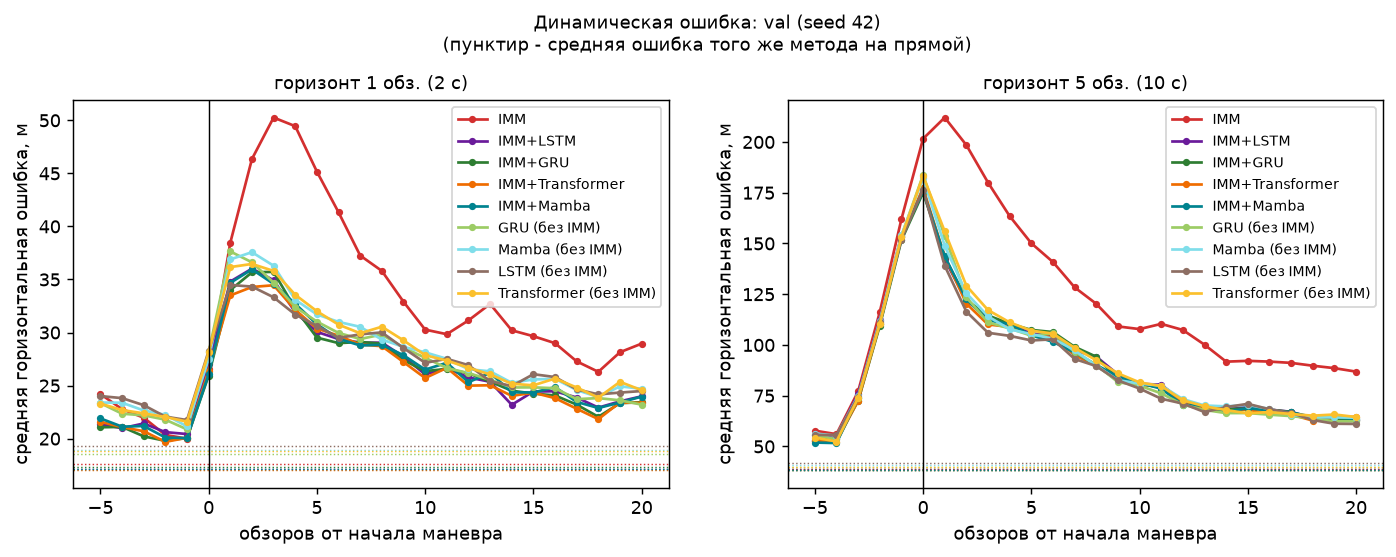 Динамическая ошибка: val (seed 42)
(пунктир - средняя ошибка того же метода на прямой)
горизонт 1 обз. (2 с)
средняя горизонтальная ошибка, м
50
45
40
35
30
25
20
IMM
IMM+LSTM
IMM+GRU
IMM+Transformer
IMM+Mamba
GRU (без IMM)
Mamba (без IMM)
LSTM (без IMM)
Transformer (без IMM)
−5 0 5 10 15 20
обзоров от начала маневра
горизонт 5 обз. (10 с)
средняя горизонтальная ошибка, м
200
175
150
125
100
75
50
IMM
IMM+LSTM
IMM+GRU
IMM+Transformer
IMM+Mamba
GRU (без IMM)
Mamba (без IMM)
LSTM (без IMM)
Transformer (без IMM)
−5 0 5 10 15 20
обзоров от начала маневра